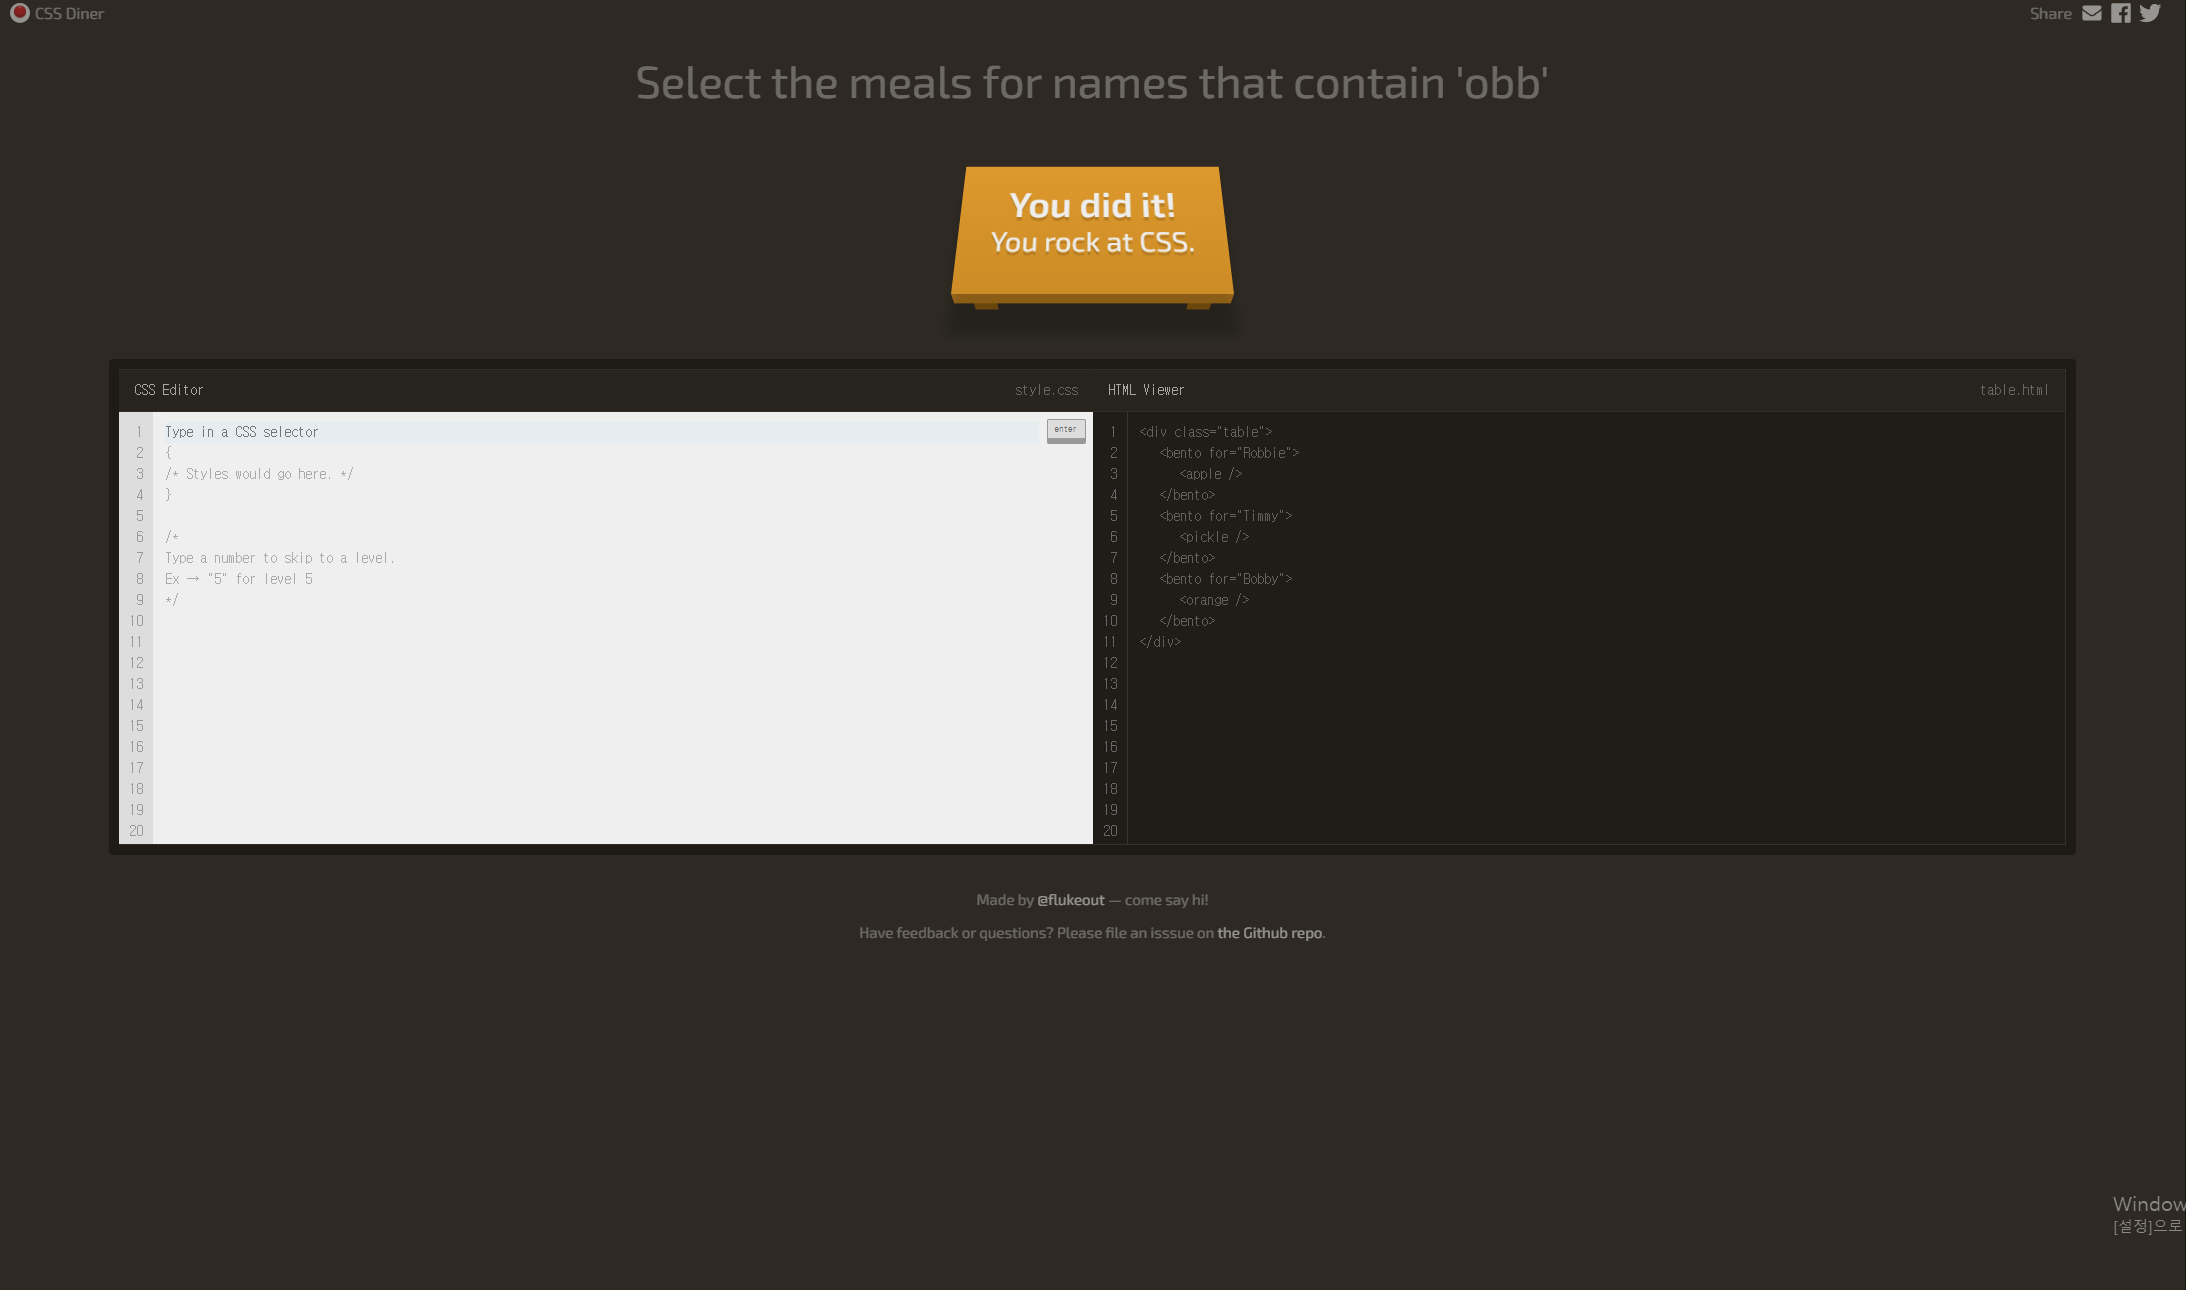 CSS Diner
Share
Select the meals for names that contain 'obb'
You did it!
You rock at CSS.
CSS Editor
style.css
HTML Viewer
table.html
1 Type in a CSS selector
enter
2 {
3 /* Styles would go here. */
4 }
5
6 /*
7 Type a number to skip to a level.
8 Ex → "5" for level 5
9 */
10
11
12
13
14
15
16
17
18
19
20
1 <div class="table">
2 <bento for="Robbie">
3 <apple />
4 </bento>
5 <bento for="Timmy">
6 <pickle />
7 </bento>
8 <bento for="Bobby">
9 <orange />
10 </bento>
11 </div>
12
13
14
15
16
17
18
19
20
Made by @flukeout — come say hi!
Have feedback or questions? Please file an isssue on the Github repo.
Window
[설정]으로